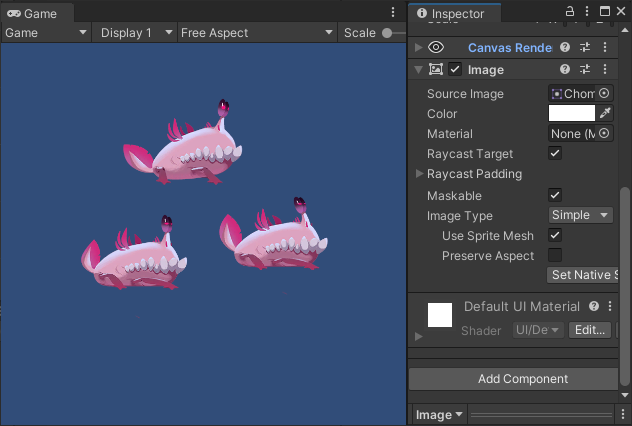 Game
Game Display 1 Free Aspect Scale
Inspector
Canvas Render
Image
Source Image Chom
Color
Material None (M
Raycast Target
Raycast Padding
Maskable
Image Type Simple
Use Sprite Mesh
Preserve Aspect
Set Native S
Default UI Material
Shader UI/De Edit...
Add Component
Image